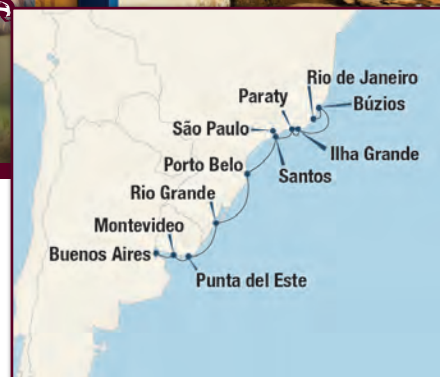 Rio de Janeiro
Paraty
Búzios
São Paulo
Ilha Grande
Porto Belo
Santos
Rio Grande
Montevideo
Buenos Aires
Punta del Este